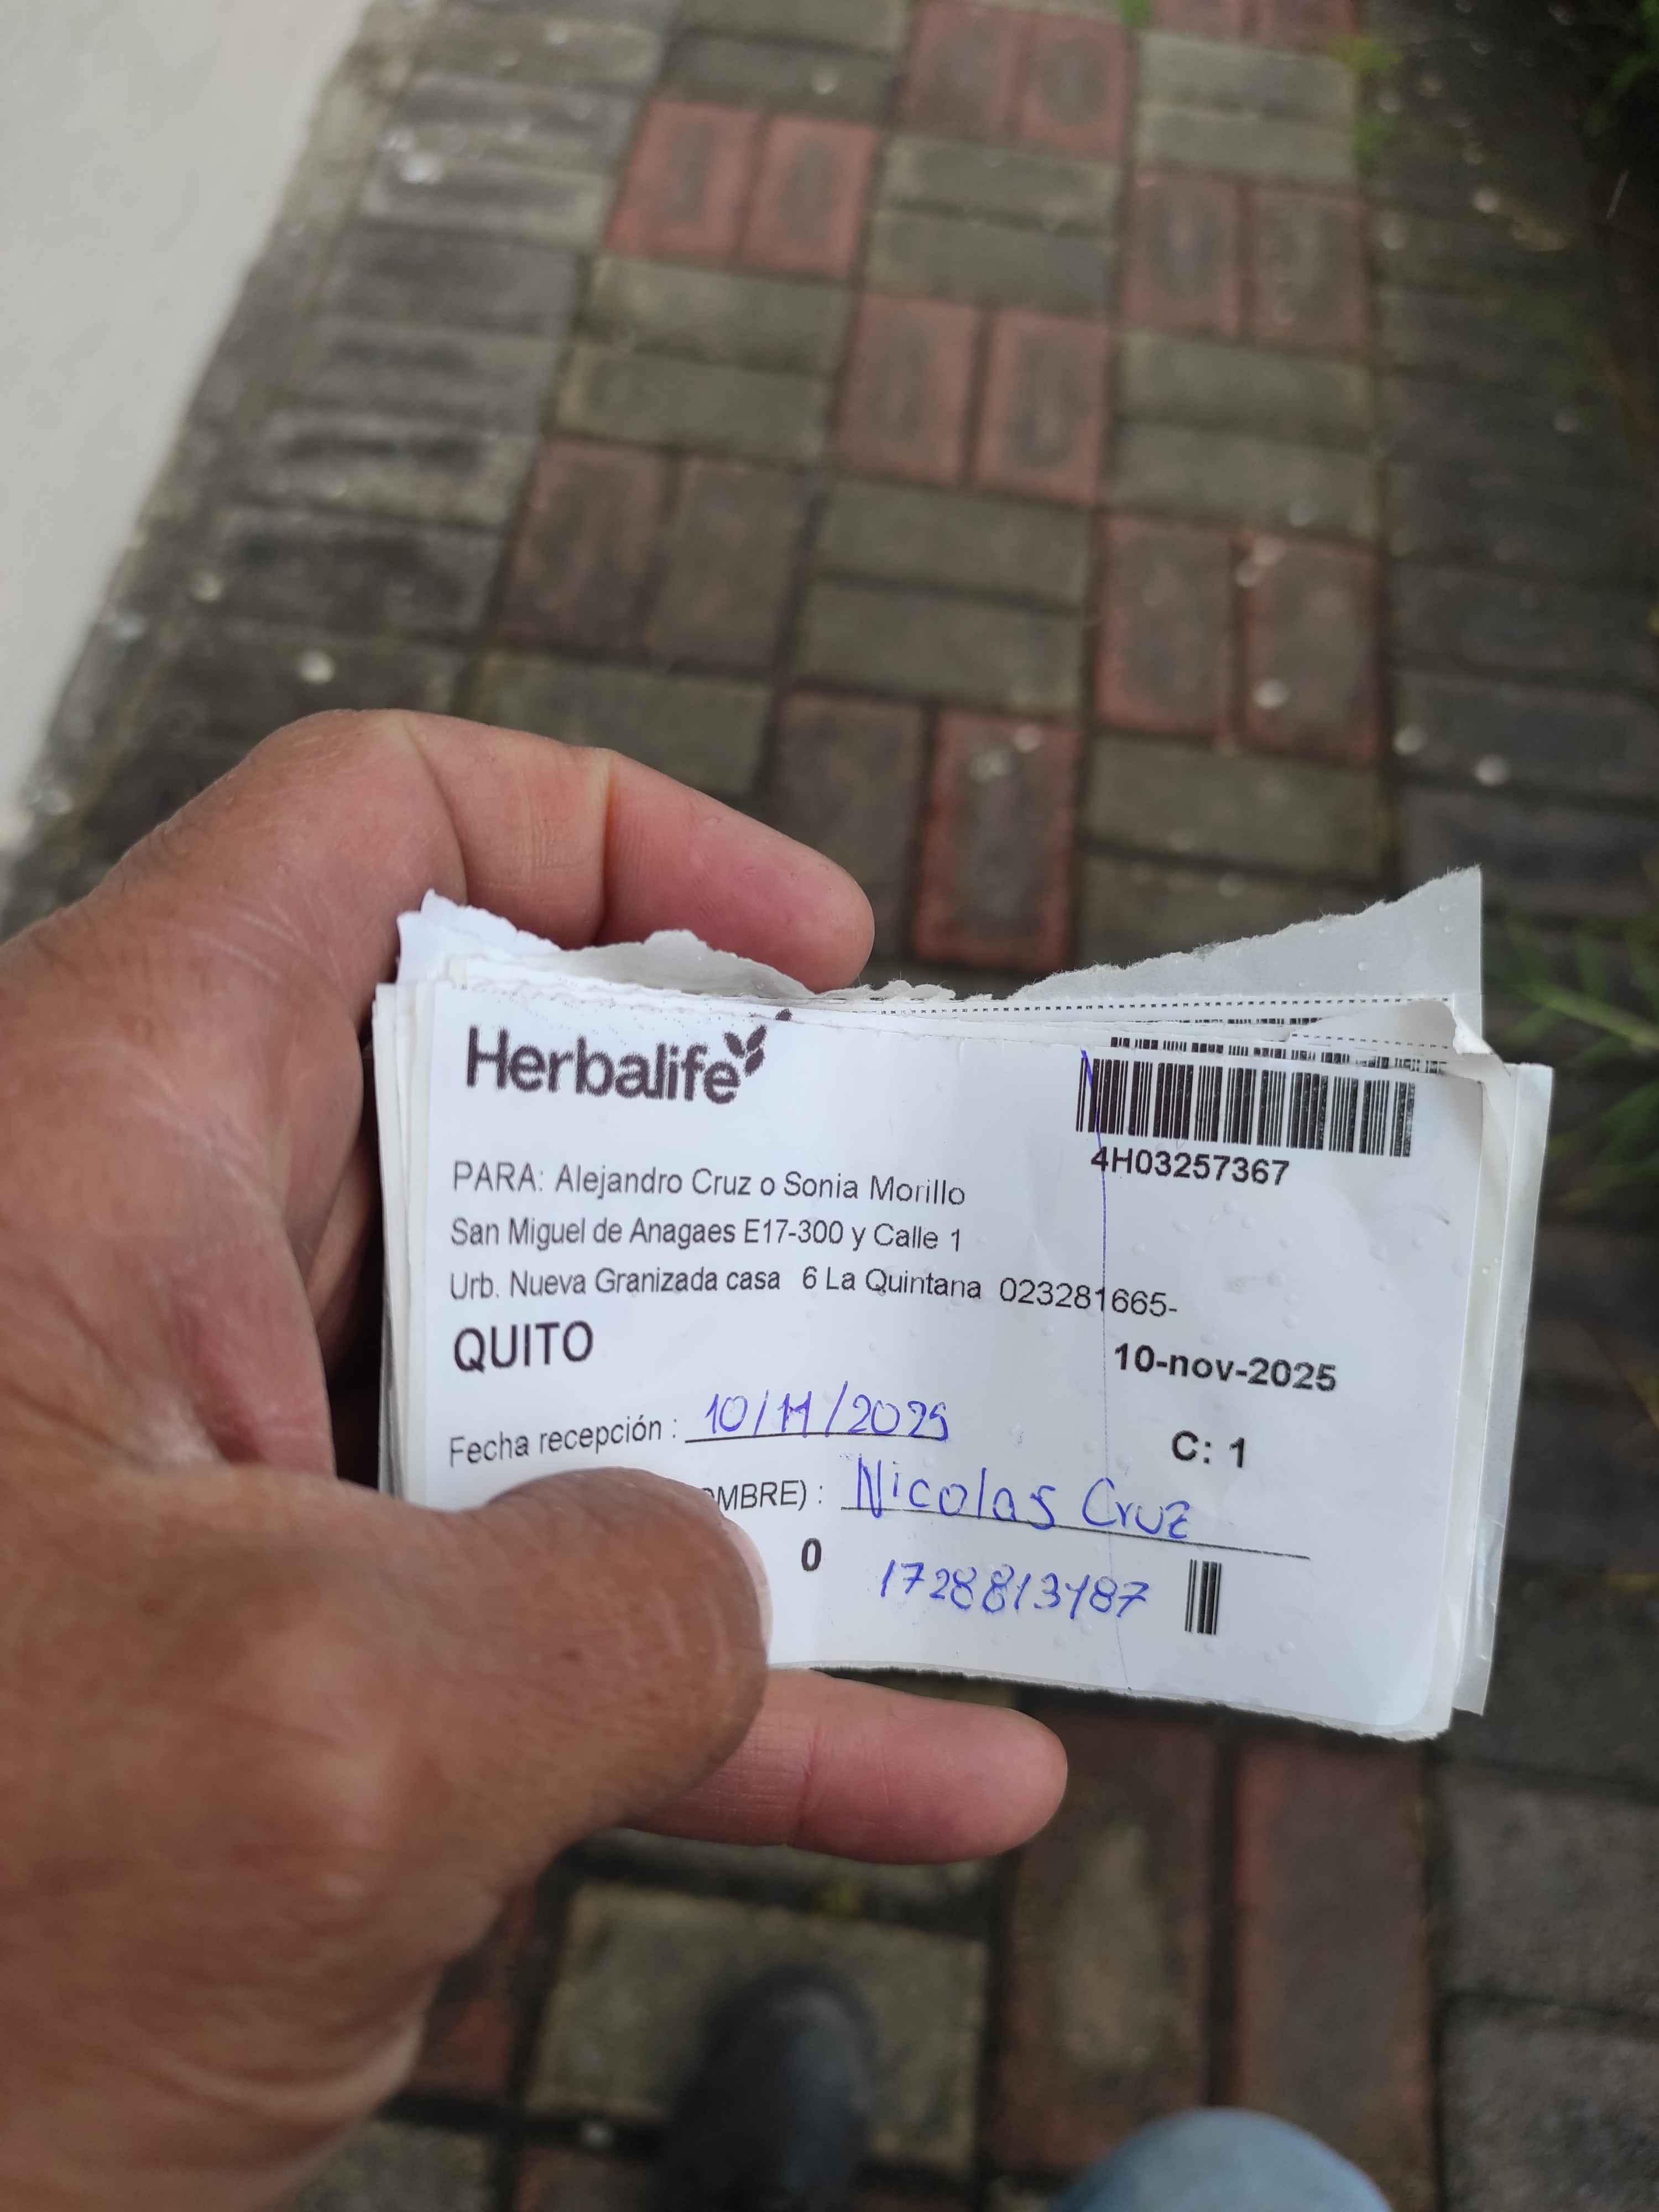 Herbalife
4H03257367
PARA: Alejandro Cruz o Sonia Morillo
San Miguel de Anagaes E17-300 y Calle 1
Urb. Nueva Granizada casa 6 La Quintana 023281665-
QUITO
10-nov-2025
Fecha recepción : 10/11/2025
C: 1
OMBRE) : Nicolas Cruz
0 1728813487